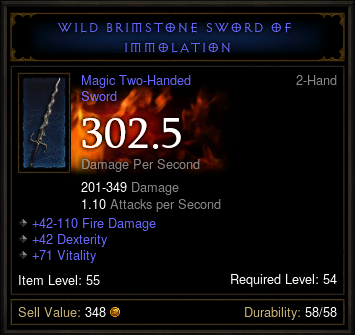 WILD BRIMSTONE SWORD OF
IMMOLATION
Magic Two-Handed 2-Hand
Sword
302.5
Damage Per Second
201-349 Damage
1.10 Attacks per Second
+42-110 Fire Damage
+42 Dexterity
+71 Vitality
Item Level: 55 Required Level: 54
Sell Value: 348 Durability: 58/58